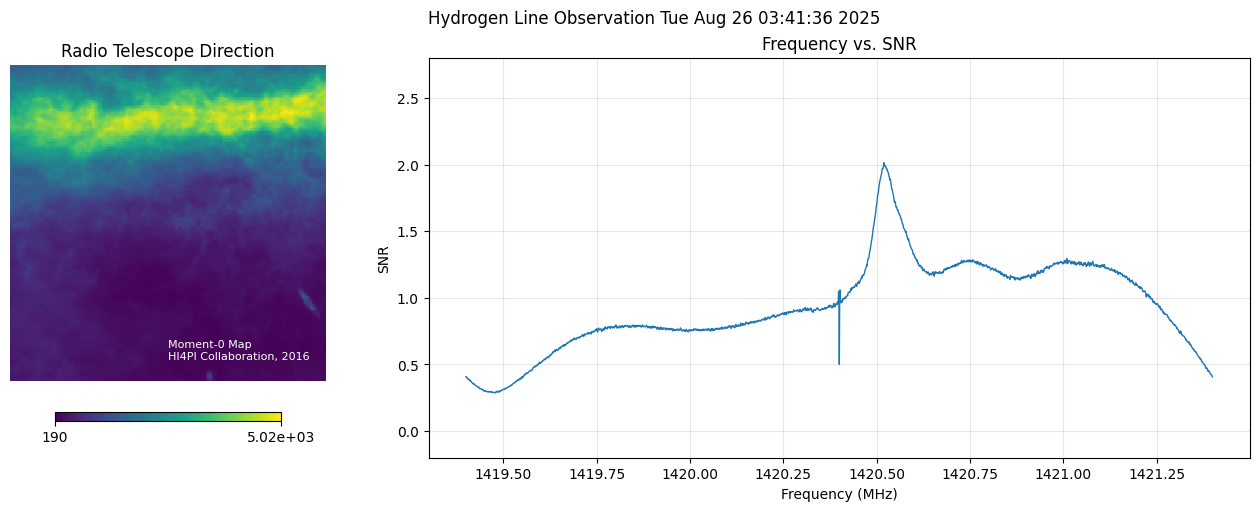 Hydrogen Line Observation Tue Aug 26 03:41:36 2025
Radio Telescope Direction
Moment-0 Map
HI4PI Collaboration, 2016
190 5.02e+03
Frequency vs. SNR
SNR
2.5
2.0
1.5
1.0
0.5
0.0
1419.50 1419.75 1420.00 1420.25 1420.50 1420.75 1421.00 1421.25
Frequency (MHz)